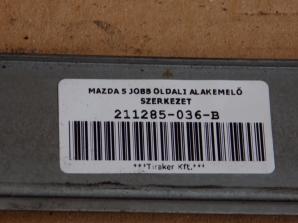 MAZDA 5 JOBB OLDALI ALAKEMELŐ
SZERKEZET
211285-036-B
***Tiraker Kft.***